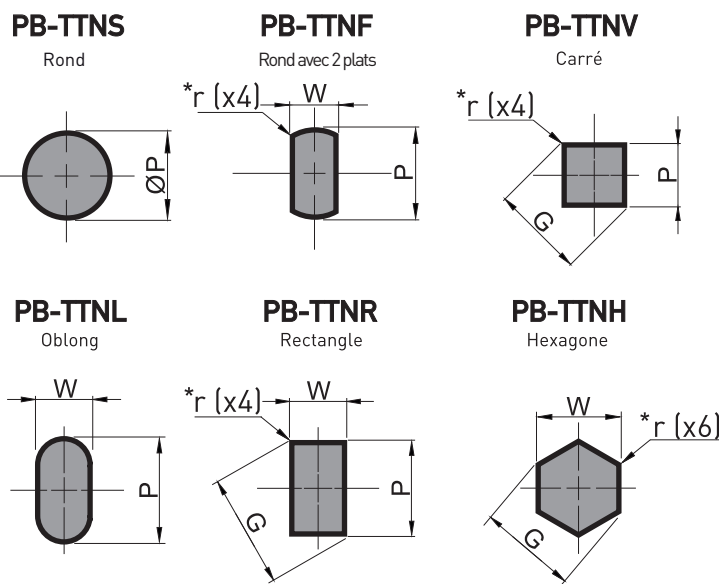 PB-TTNS
Rond
*r (x4)
W
ØP
PB-TTNF
Rond avec 2 plats
P
PB-TTNV
Carré
*r (x4)
P
G
PB-TTNL
Oblong
W
P
PB-TTNR
Rectangle
*r (x4)
W
P
G
PB-TTNH
Hexagone
W
*r (x6)
G